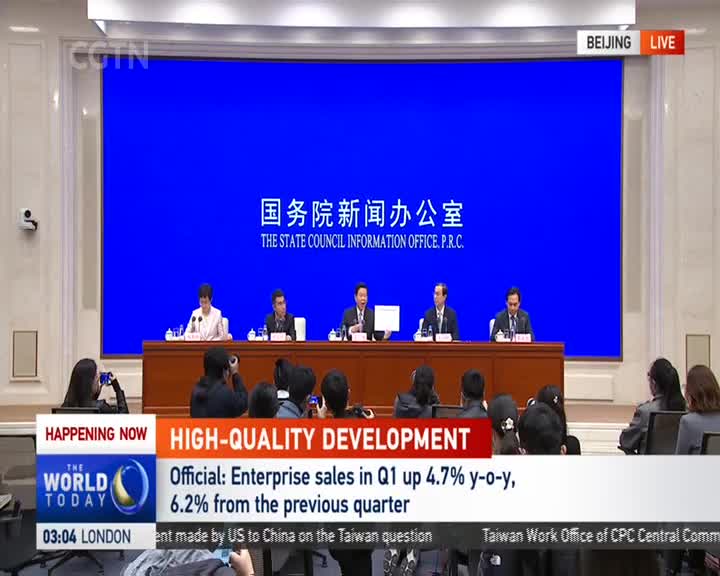 CGTN
BEIJING LIVE
国务院新闻办公室
THE STATE COUNCIL INFORMATION OFFICE, P.R.C.
HAPPENING NOW
HIGH-QUALITY DEVELOPMENT
THE WORLD TODAY
Official: Enterprise sales in Q1 up 4.7% y-o-y,
6.2% from the previous quarter
03:04 LONDON
ent made by US to China on the Taiwan question Taiwan Work Office of CPC Central Comm